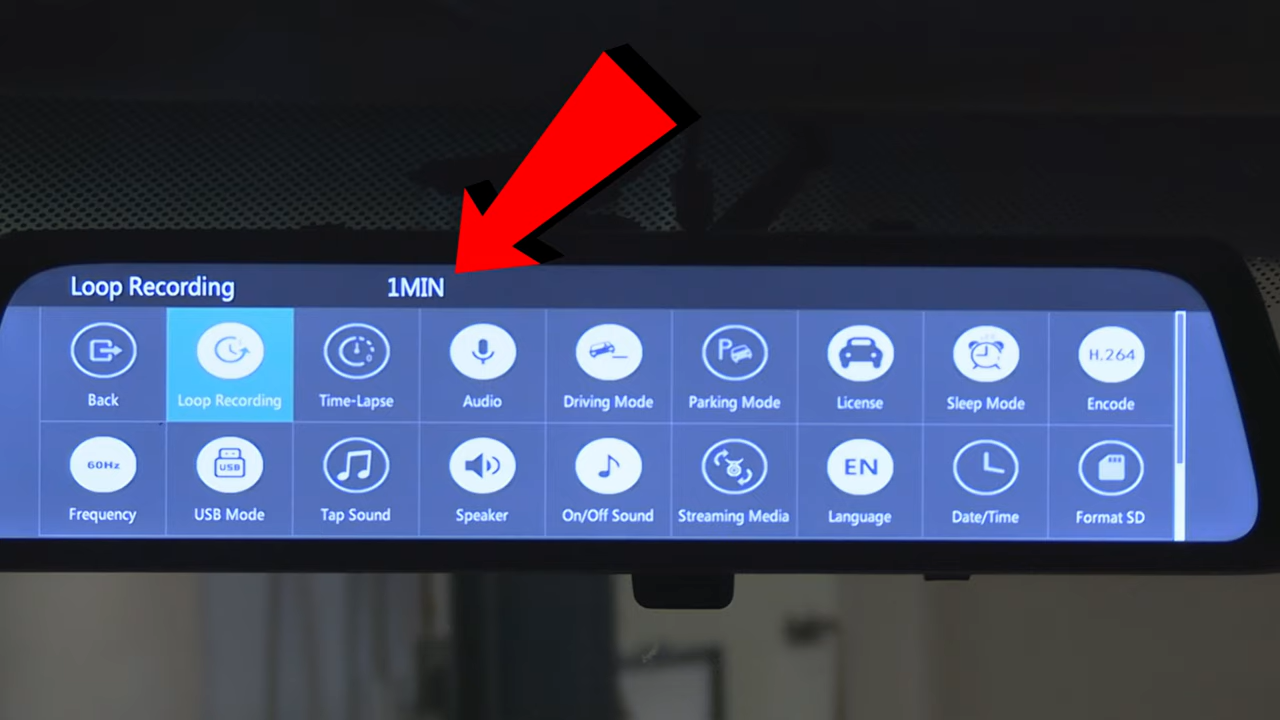 Loop Recording 1MIN
Back Loop Recording Time-Lapse Audio Driving Mode P Parking Mode License Sleep Mode H.264 Encode
60Hz Frequency USB USB Mode Tap Sound Speaker On/Off Sound Streaming Media EN Language Date/Time Format SD